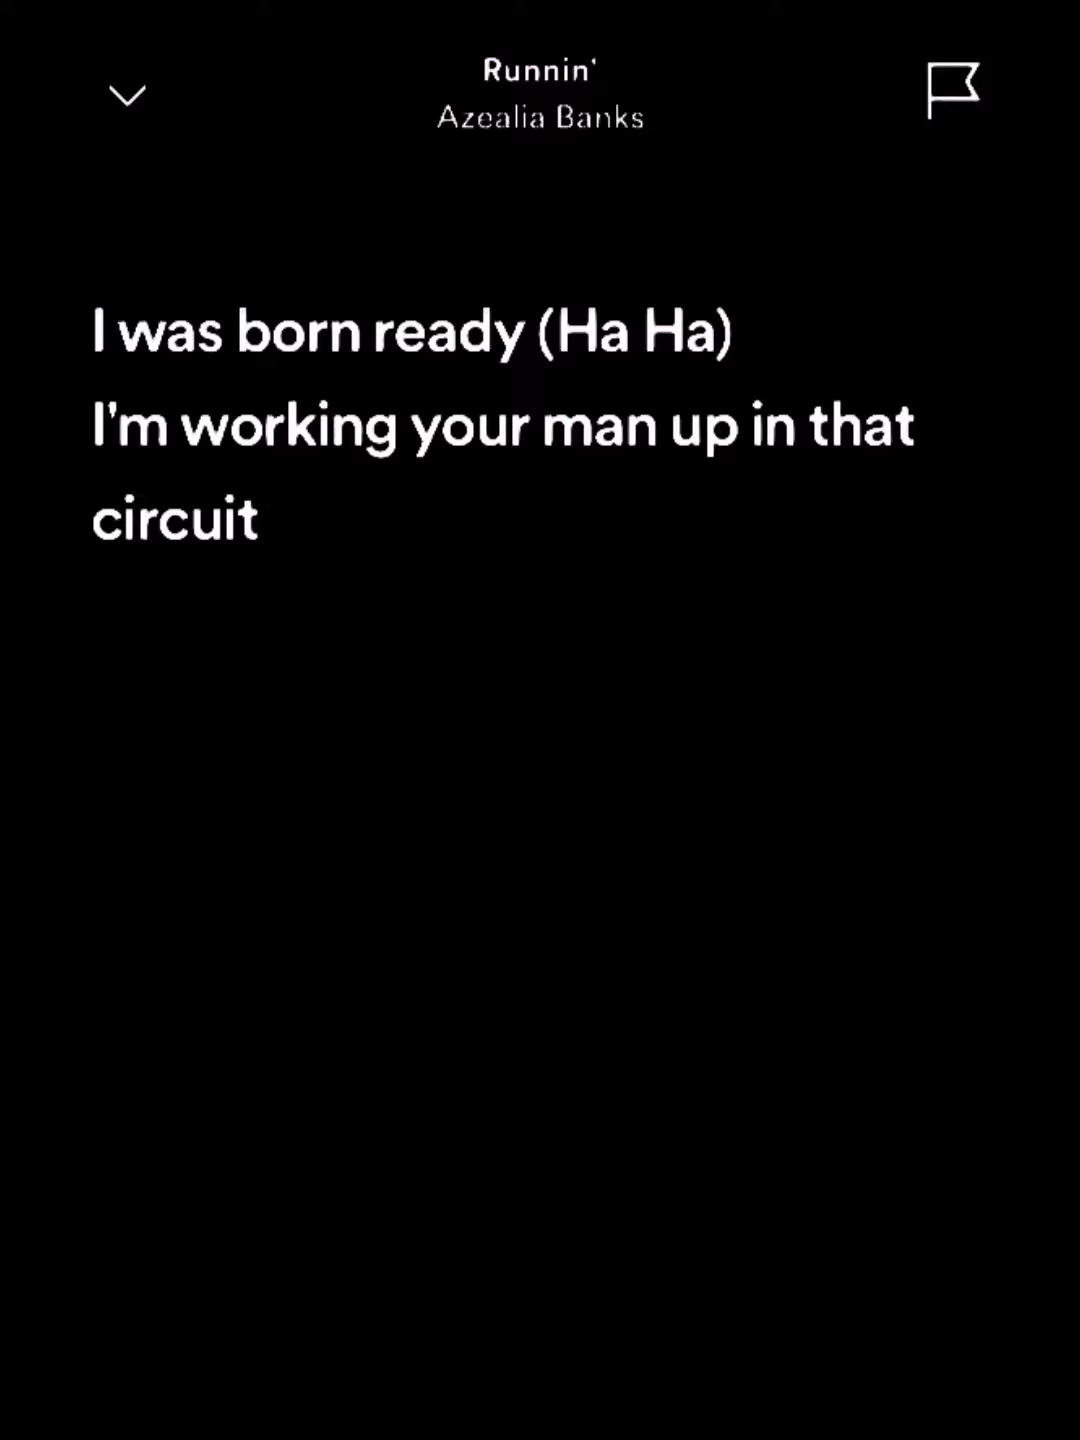 Runnin'
Azealia Banks
I was born ready (Ha Ha)
I'm working your man up in that
circuit